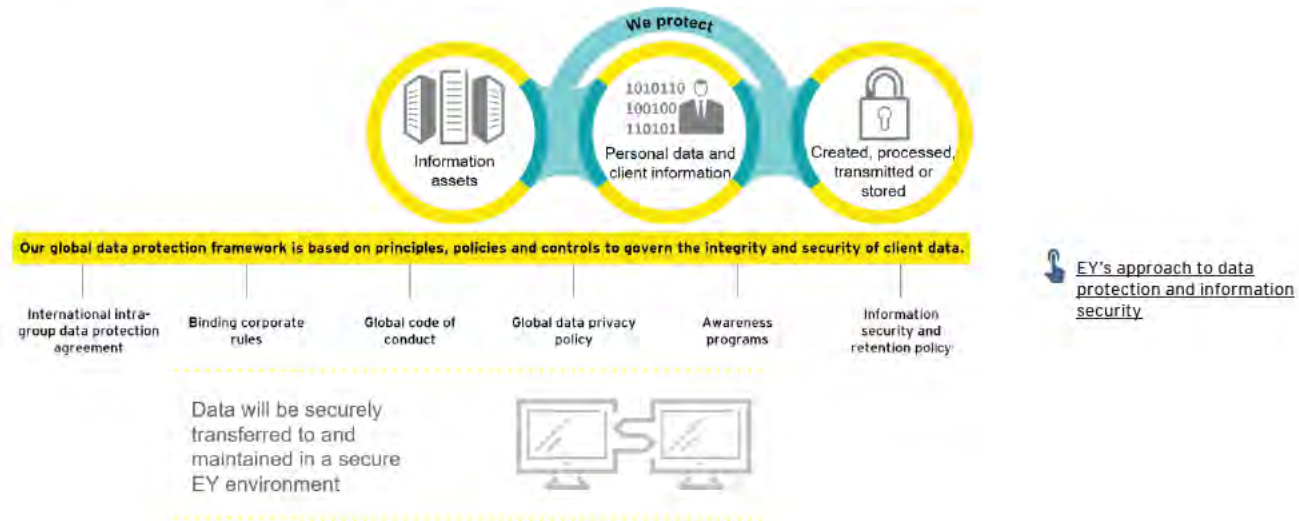 We protect
1010110
100100
110101
Information
assets
Personal data and
client information
Created, processed,
transmitted or
stored
Our global data protection framework is based on principles, policies and controls to govern the integrity and security of client data.
International intra-
group data protection
agreement
Binding corporate
rules
Global code of
conduct
Global data privacy
policy
Awareness
programs
Information
security and
retention policy
EY's approach to data
protection and information
security
Data will be securely
transferred to and
maintained in a secure
EY environment